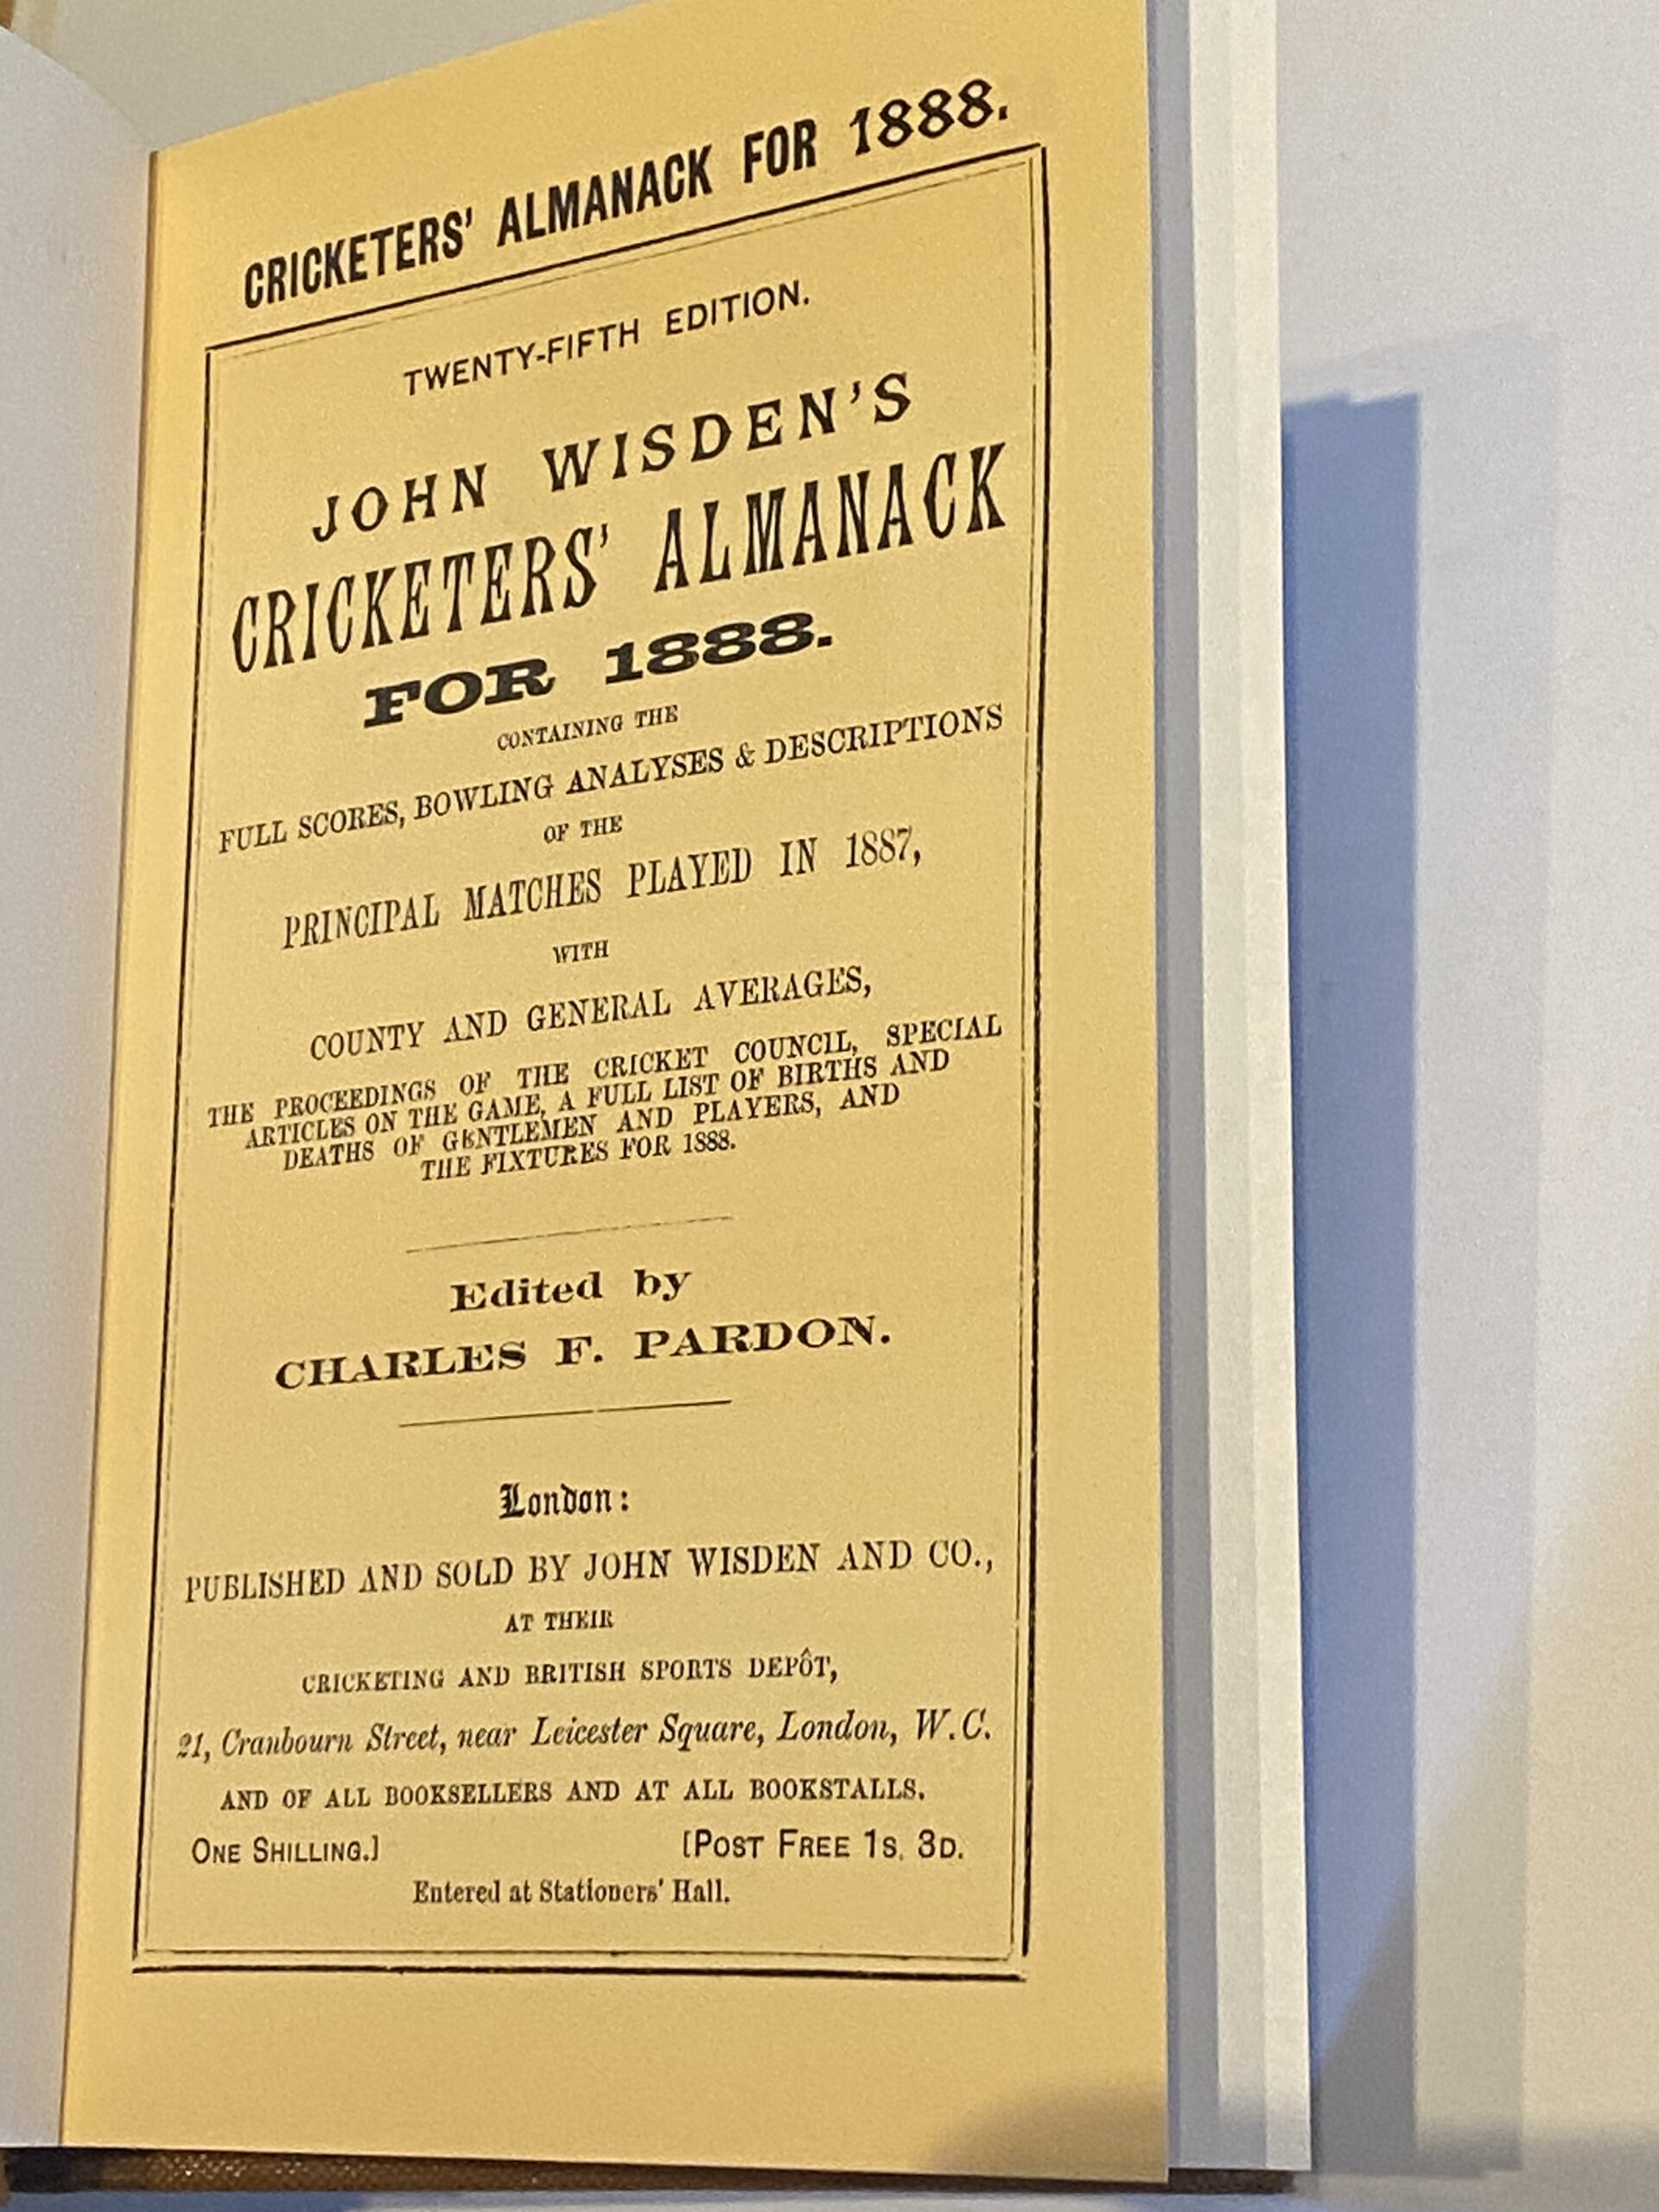 CRICKETERS' ALMANACK FOR 1888.
TWENTY-FIFTH EDITION.
JOHN WISDEN'S
CRICKETERS' ALMANACK
FOR 1888.
CONTAINING THE
FULL SCORES, BOWLING ANALYSES & DESCRIPTIONS
OF THE
PRINCIPAL MATCHES PLAYED IN 1887,
WITH
COUNTY AND GENERAL AVERAGES,
THE PROCEEDINGS OF THE CRICKET COUNCIL, SPECIAL
ARTICLES ON THE GAME, A FULL LIST OF BIRTHS AND
DEATHS OF GENTLEMEN AND PLAYERS, AND
THE FIXTURES FOR 1888.
Edited by
CHARLES F. PARDON.
London:
PUBLISHED AND SOLD BY JOHN WISDEN AND CO.,
AT THEIR
CRICKETING AND BRITISH SPORTS DEPÔT,
21, Cranbourn Street, near Leicester Square, London, W.C.
AND OF ALL BOOKSELLERS AND AT ALL BOOKSTALLS.
ONE SHILLING.] [POST FREE 1S. 3D.
Entered at Stationers' Hall.